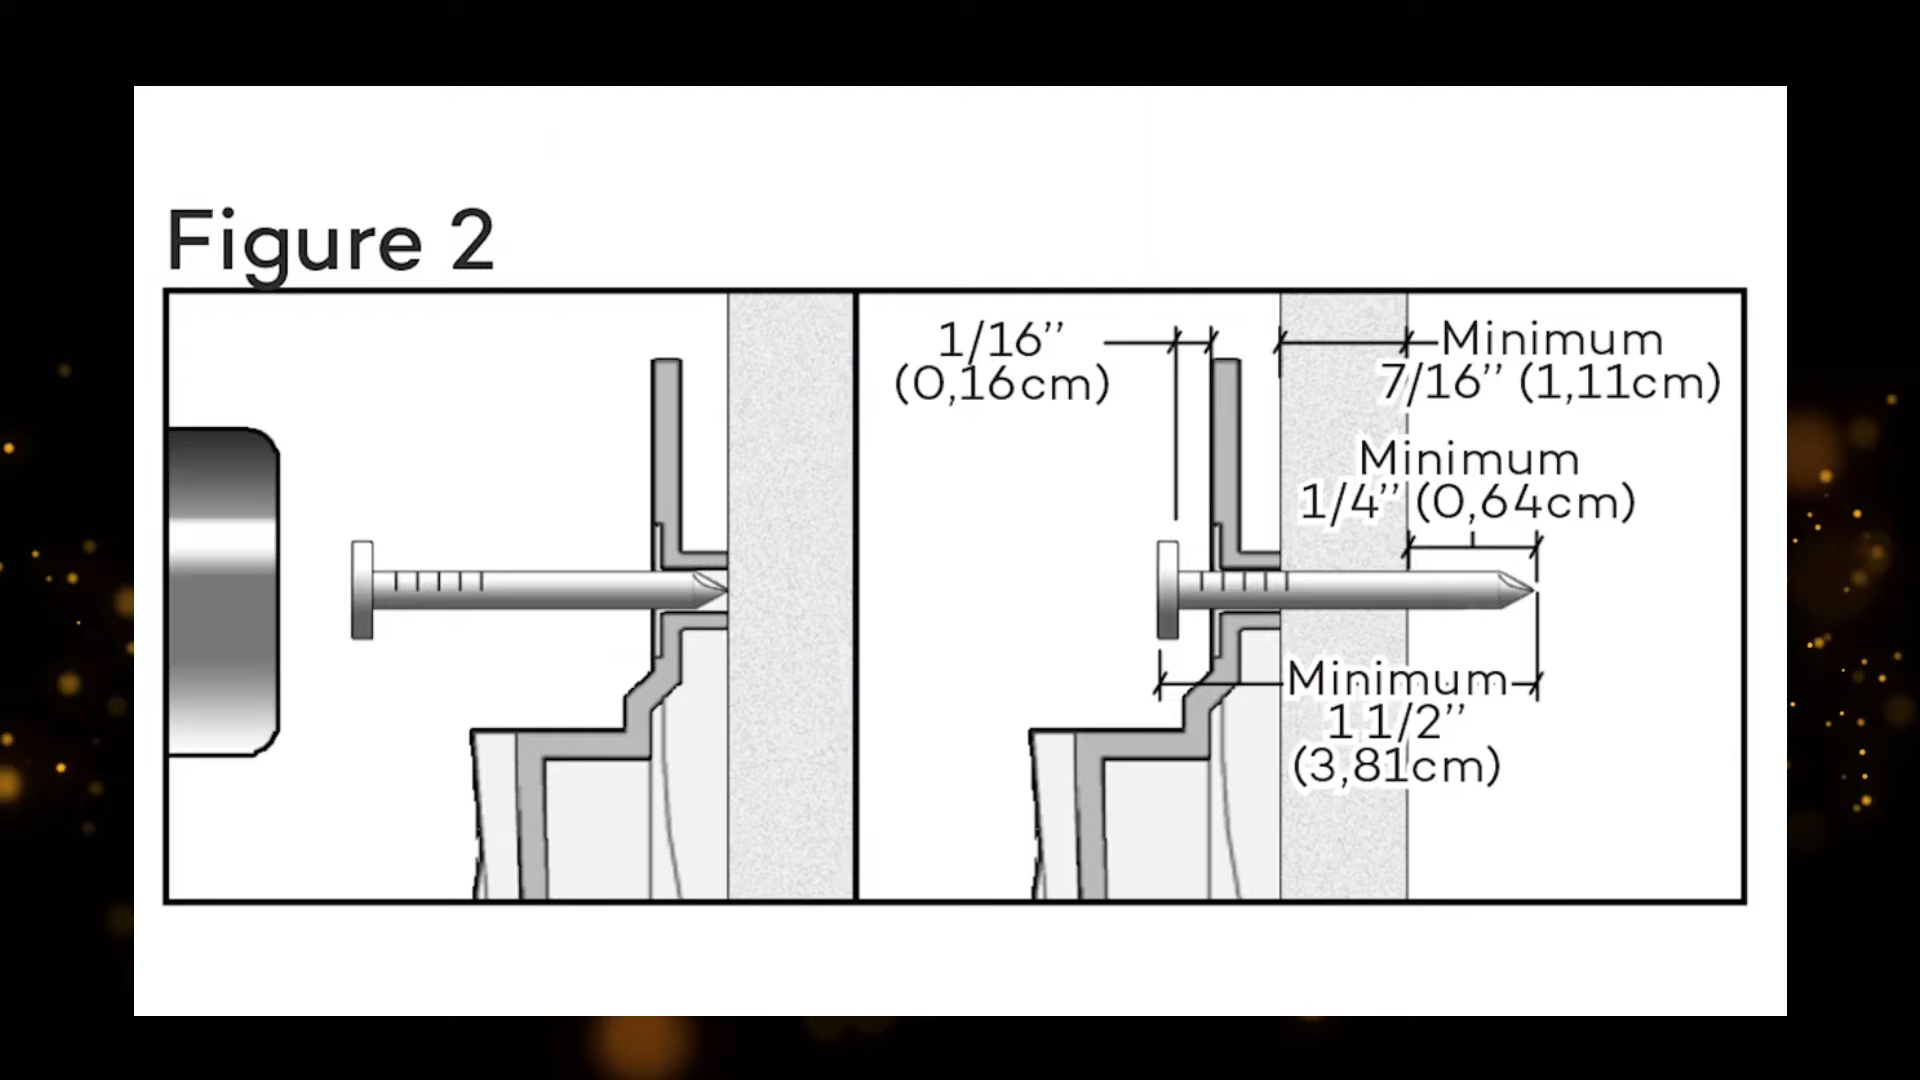 Figure 2
1/16’’
(0,16cm)
Minimum
7/16’’ (1,11cm)
Minimum
1/4’’ (0,64cm)
Minimum
1 1/2’’
(3,81cm)